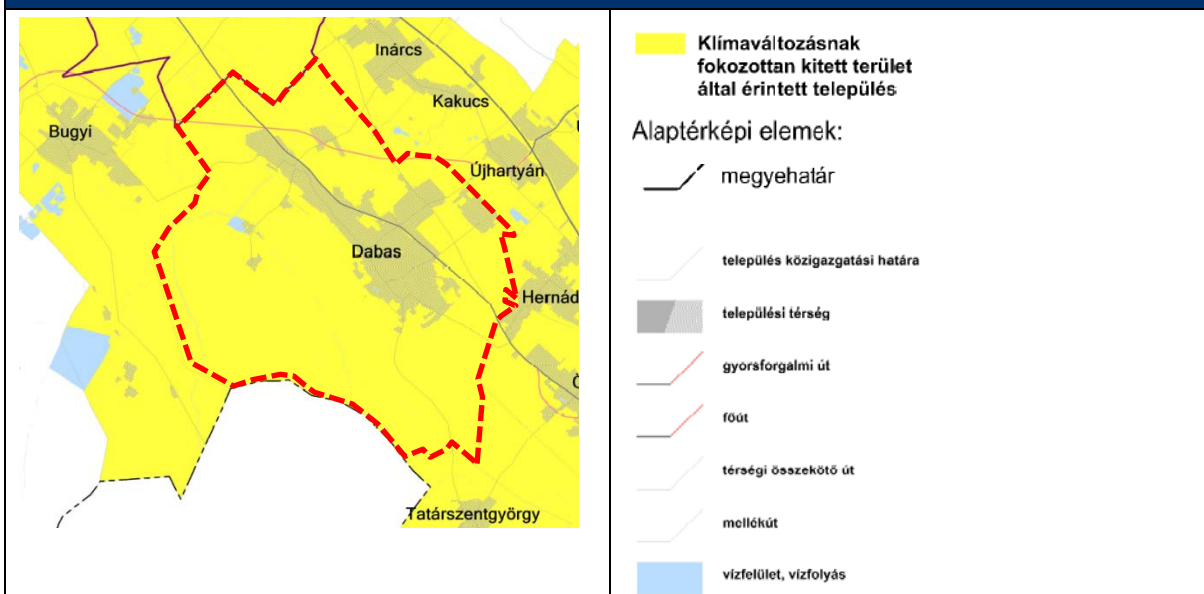 Inárcs
Kakucs
Bugyi
Újhartyán
Dabas
Hernád
Tatárszentgyörgy
Klímaváltozásnak
fokozottan kitett terület
által érintett település
Alaptérképi elemek:
megyehatár
település közigazgatási határa
települési térség
gyorsforgalmi út
főút
térségi összekötő út
mellékút
vízfelület, vízfolyás